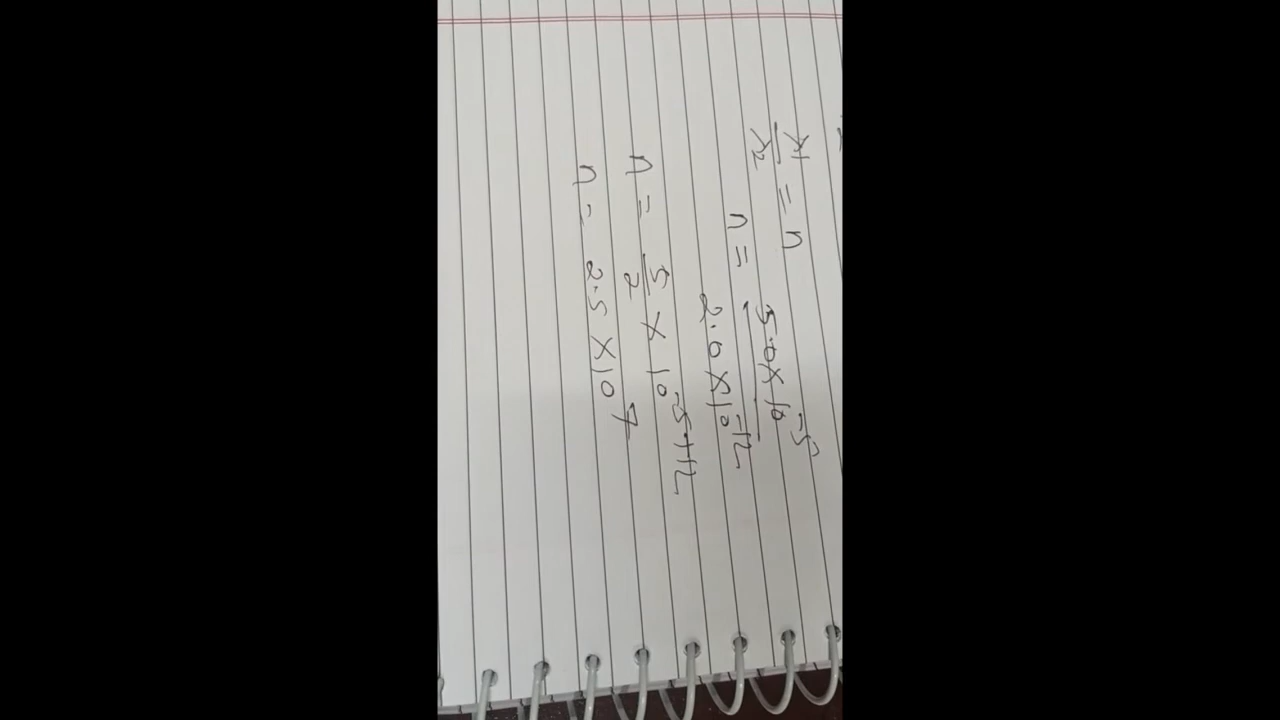 λ1/λ2 = n
n = 5.0 × 10^-5 / 2.0 × 10^-12
n = 5/2 × 10^-5+12
n = 2.5 × 10^7